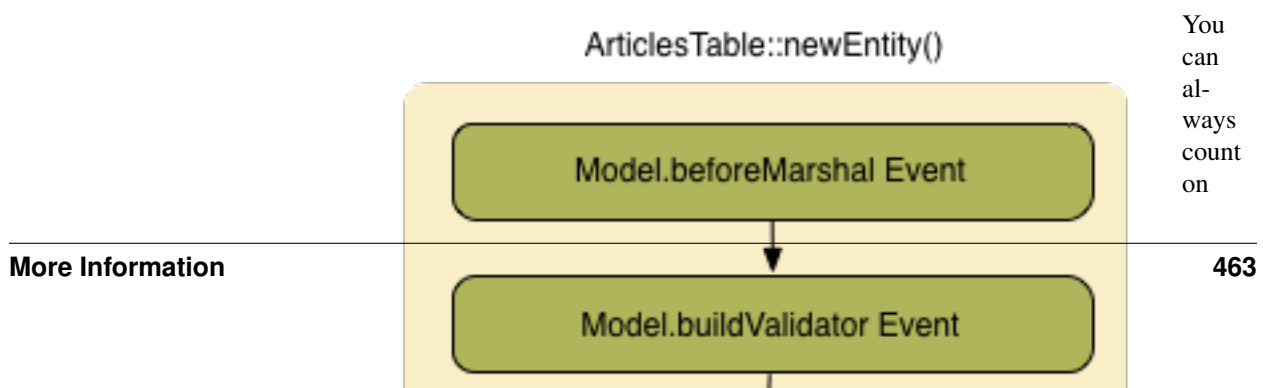 ArticlesTable::newEntity()
Model.beforeMarshal Event
You
can
al-
ways
count
on
More Information
463
Model.buildValidator Event